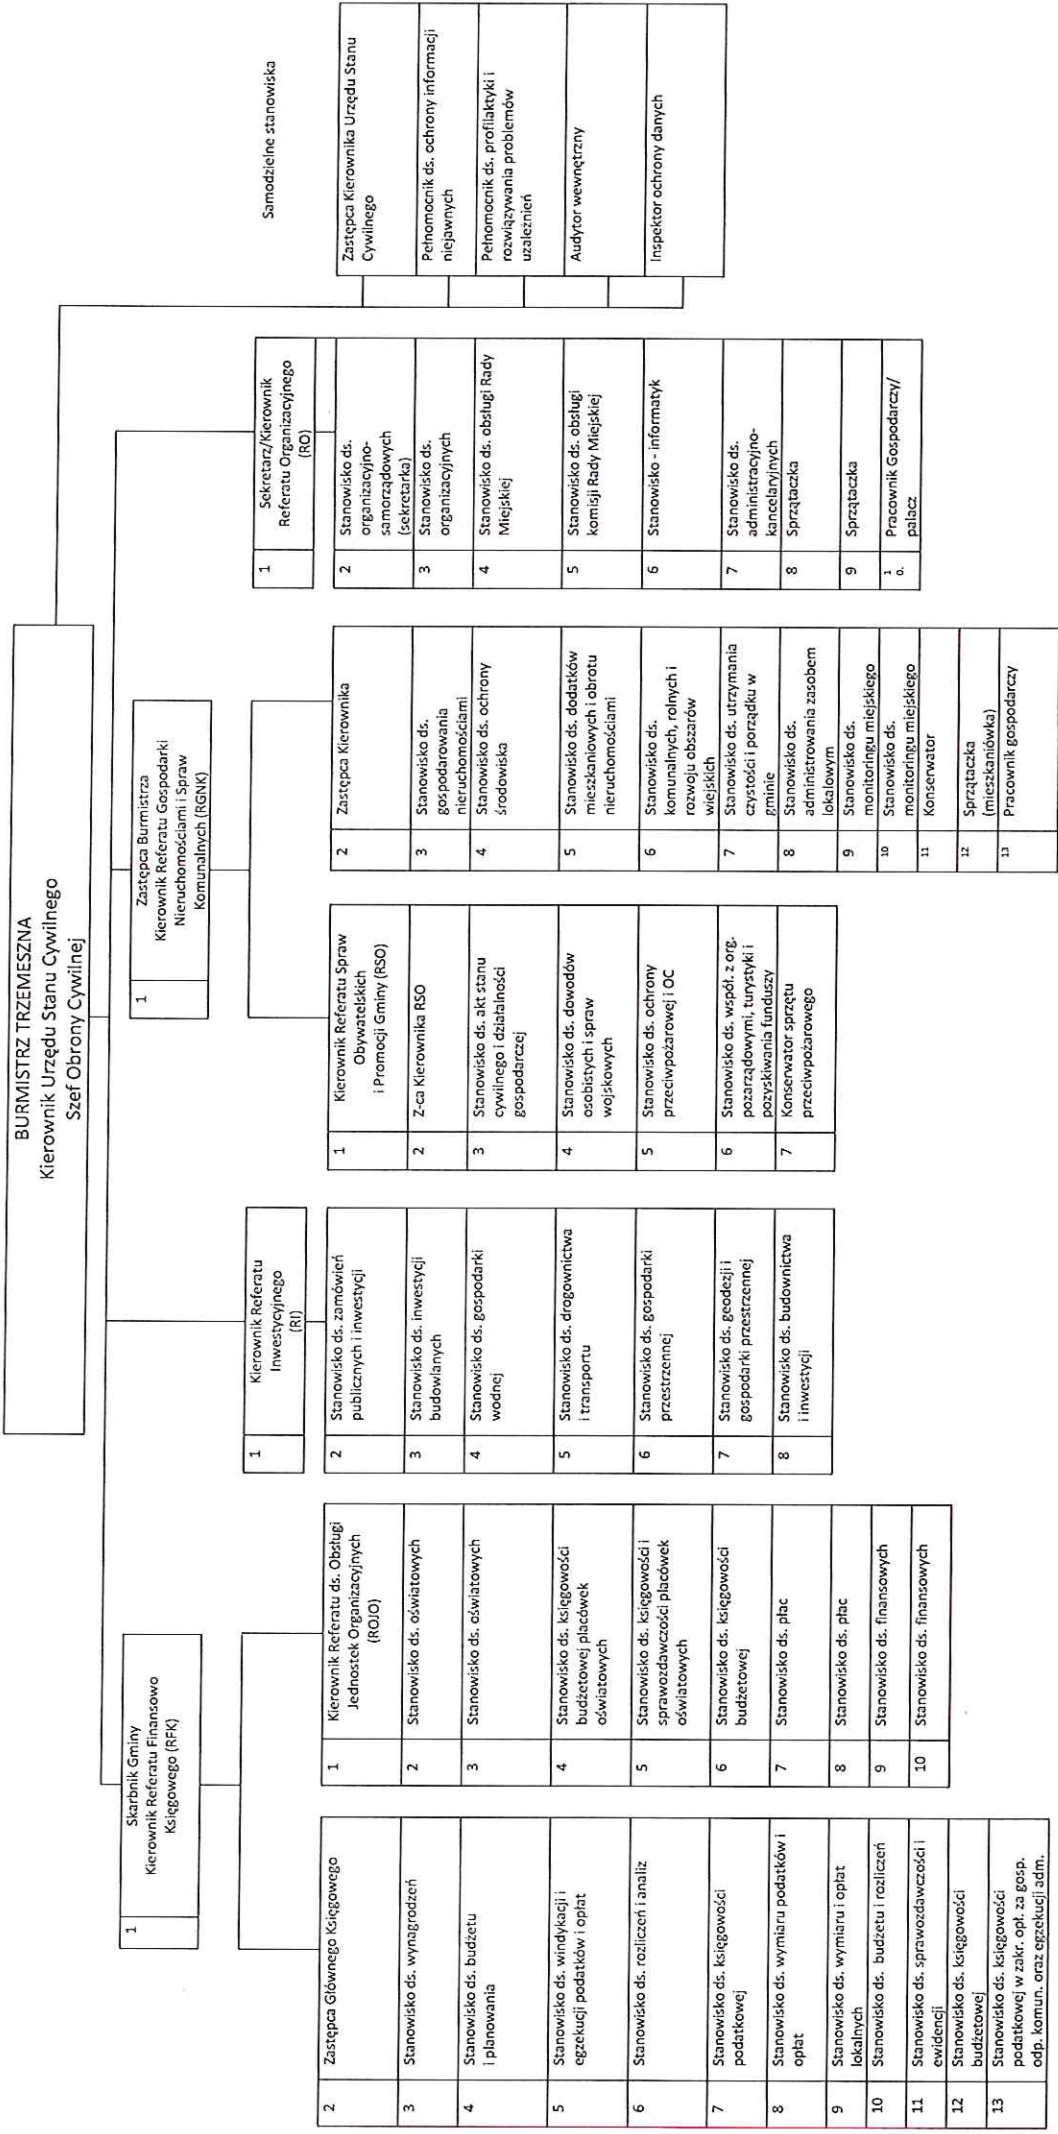 BURMISTRZ TRZEMESZNA
Kierownik Urzędu Stanu Cywilnego
Szef Obrony Cywilnej
1
Skarbnik Gminy
Kierownik Referatu Finansowo
Księgowego (RFK)
2
Zastępca Głównego Księgowego
3
Stanowisko ds. wynagrodzeń
4
Stanowisko ds. budżetu
i planowania
5
Stanowisko ds. windykacji i
egzekucji podatków i opłat
6
Stanowisko ds. rozliczeń i analiz
7
Stanowisko ds. księgowości
podatkowej
8
Stanowisko ds. wymiaru podatków i
opłat
9
Stanowisko ds. wymiaru i opłat
lokalnych
10
Stanowisko ds. budżetu i rozliczeń
11
Stanowisko ds. sprawozdawczości i
ewidencji
12
Stanowisko ds. księgowości
budżetowej
13
Stanowisko ds. księgowości
podatkowej w zakr. opł. za gosp.
odp. komun. oraz egzekucji adm.
1
Kierownik Referatu ds. Obsługi
Jednostek Organizacyjnych
(ROJO)
2
Stanowisko ds. oświatowych
3
Stanowisko ds. oświatowych
4
Stanowisko ds. księgowości
budżetowej placówek
oświatowych
5
Stanowisko ds. księgowości i
sprawozdawczości placówek
oświatowych
6
Stanowisko ds. księgowości
budżetowej
7
Stanowisko ds. płac
8
Stanowisko ds. płac
9
Stanowisko ds. finansowych
10
Stanowisko ds. finansowych
1
Kierownik Referatu
Inwestycyjnego
(RI)
2
Stanowisko ds. zamówień
publicznych i inwestycji
3
Stanowisko ds. inwestycji
budowlanych
4
Stanowisko ds. gospodarki
wodnej
5
Stanowisko ds. drogownictwa
i transportu
6
Stanowisko ds. gospodarki
przestrzennej
7
Stanowisko ds. geodezji i
gospodarki przestrzennej
8
Stanowisko ds. budownictwa
i inwestycji
1
Zastępca Burmistrza
Kierownik Referatu Gospodarki
Nieruchomościami i Spraw
Komunalnych (RGNK)
1
Kierownik Referatu Spraw
Obywatelskich
i Promocji Gminy (RSO)
2
Z-ca Kierownika RSO
3
Stanowisko ds. akt stanu
cywilnego i działalności
gospodarczej
4
Stanowisko ds. dowodów
osobistych i spraw
wojskowych
5
Stanowisko ds. ochrony
przeciwpożarowej i OC
6
Stanowisko ds. współ. z org.
pozarządowymi, turystyki i
pozyskiwania funduszy
7
Konserwator sprzętu
przeciwpożarowego
2
Zastępca Kierownika
3
Stanowisko ds.
gospodarowania
nieruchomościami
4
Stanowisko ds. ochrony
środowiska
5
Stanowisko ds. dodatków
mieszkaniowych i obrotu
nieruchomościami
6
Stanowisko ds.
komunalnych, rolnych i
rozwoju obszarów
wiejskich
7
Stanowisko ds. utrzymania
czystości i porządku w
gminie
8
Stanowisko ds.
administrowania zasobem
lokalowym
9
Stanowisko ds.
monitoringu miejskiego
10
Stanowisko ds.
monitoringu miejskiego
11
Konserwator
12
Sprzątaczka
(mieszkaniówka)
13
Pracownik gospodarczy
1
Sekretarz/Kierownik
Referatu Organizacyjnego
(RO)
2
Stanowisko ds.
organizacyjno-
samorządowych
(sekretarka)
3
Stanowisko ds.
organizacyjnych
4
Stanowisko ds. obsługi Rady
Miejskiej
5
Stanowisko ds. obsługi
komisji Rady Miejskiej
6
Stanowisko - informatyk
7
Stanowisko ds.
administracyjno-
kancelaryjnych
8
Sprzątaczka
9
Sprzątaczka
1
0.
Pracownik Gospodarczy/
palacz
Samodzielne stanowiska
Zastępca Kierownika Urzędu Stanu
Cywilnego
Pełnomocnik ds. ochrony informacji
niejawnych
Pełnomocnik ds. profilaktyki i
rozwiązywania problemów
uzależnień
Audytor wewnętrzny
Inspektor ochrony danych